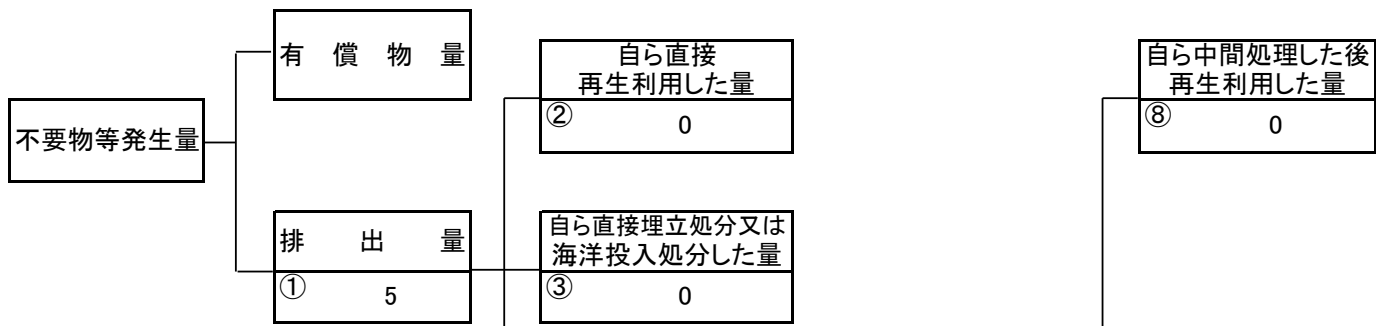 有償物量
不要物等発生量
排出量
① 5
自ら直接
再生利用した量
② 0
自ら直接埋立処分又は
海洋投入処分した量
③ 0
自ら中間処理した後
再生利用した量
⑧ 0